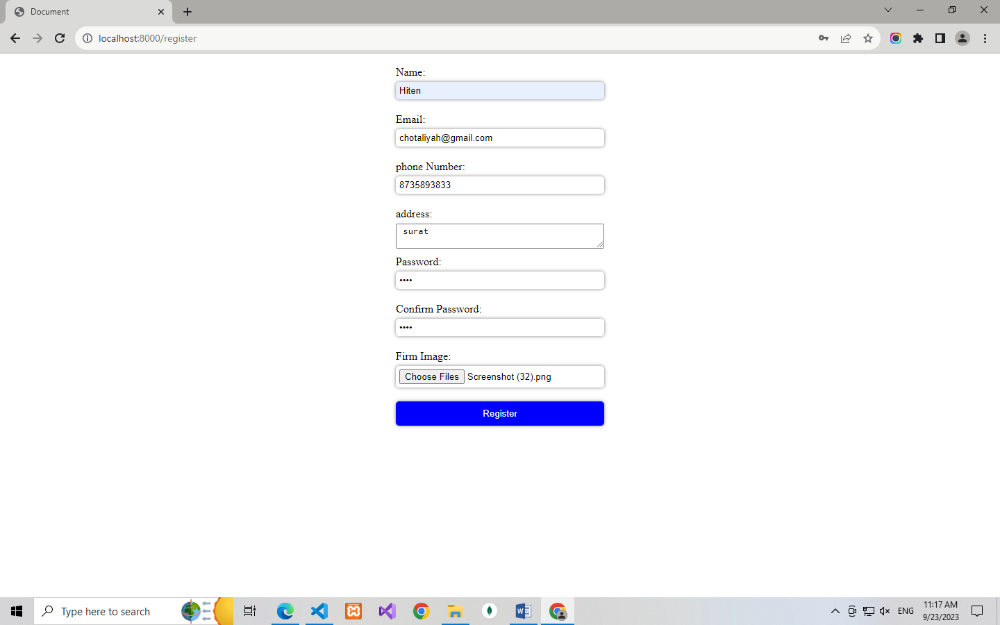 Document
localhost:8000/register
Name:
Hiten
Email:
chotaliyah@gmail.com
phone Number:
8735893833
address:
surat
Password:
••••
Confirm Password:
••••
Firm Image:
Choose Files Screenshot (32).png
Register
Type here to search
ENG
11:17 AM
9/23/2023